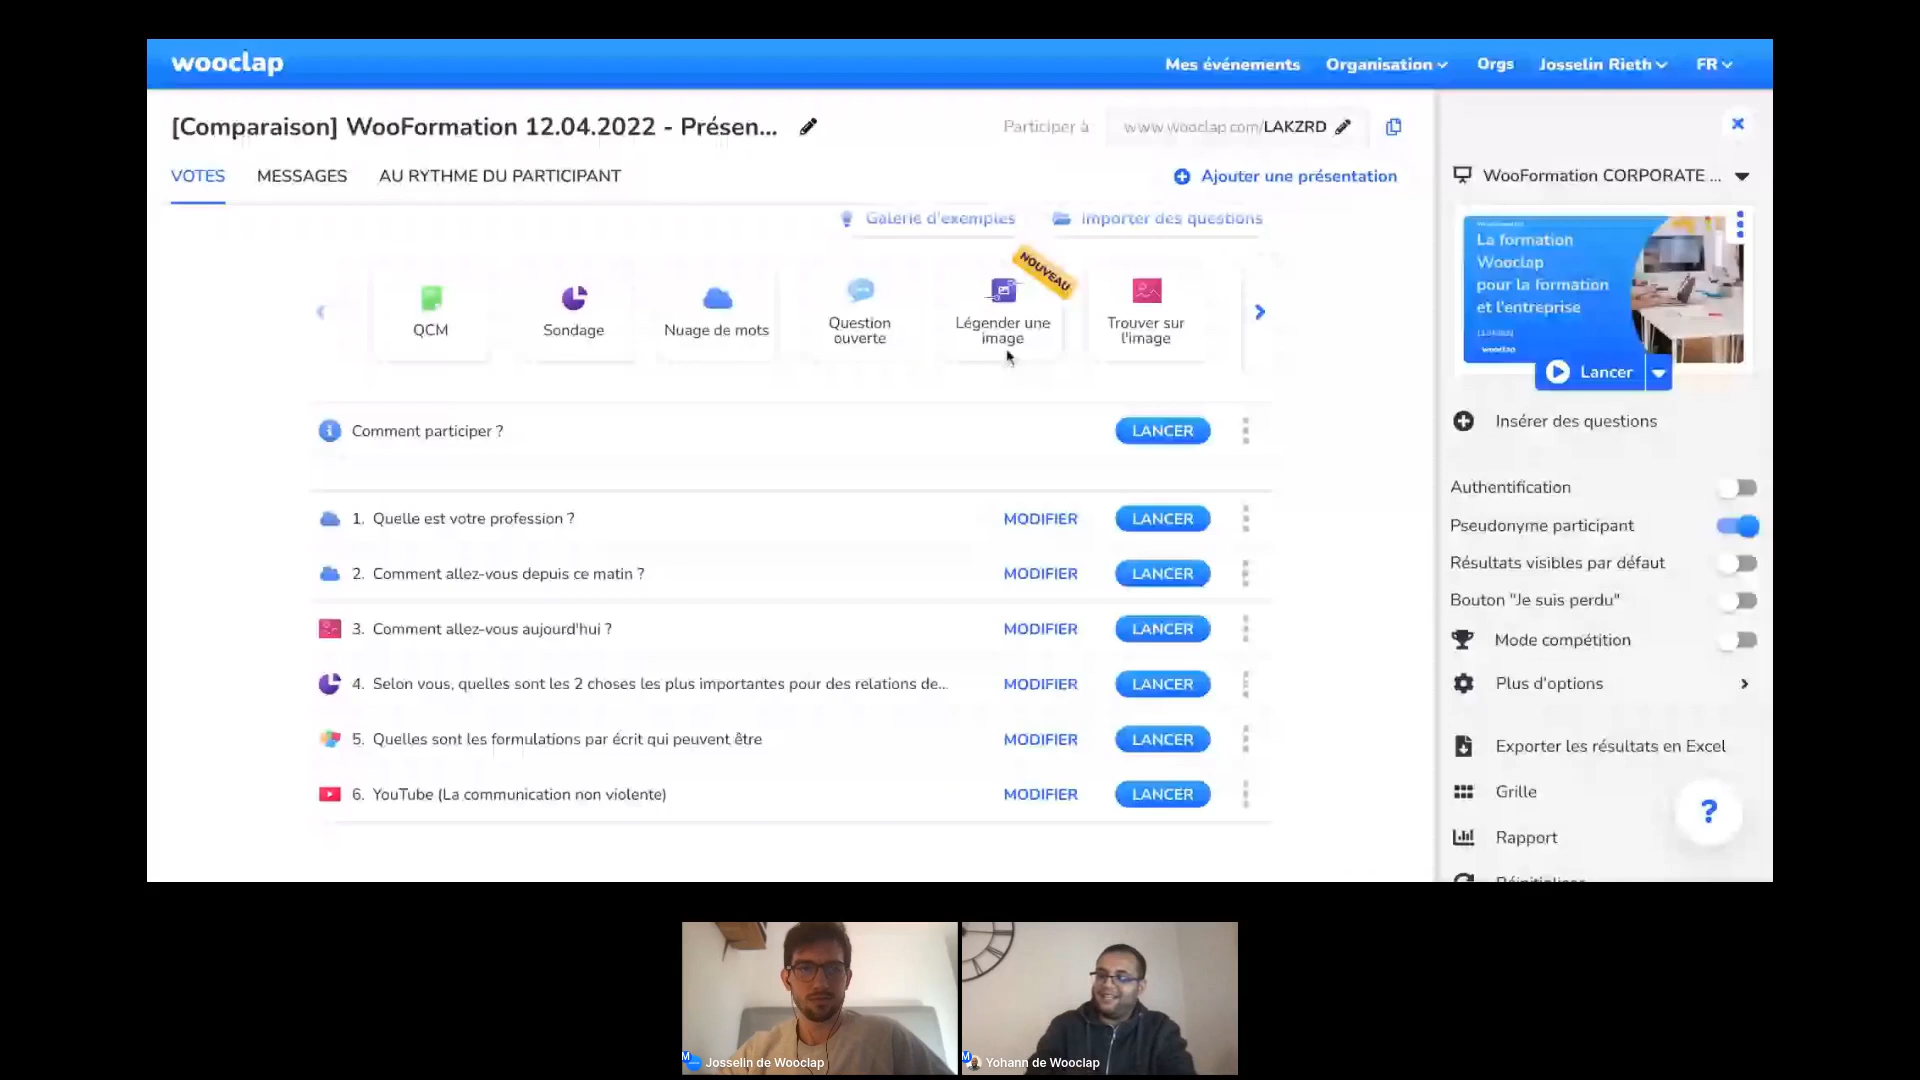 wooclap
Mes événements
Organisation
Orgs
Josselin Rieth
FR
[Comparaison] WooFormation 12.04.2022 - Présen...
Participer à
www.wooclap.com/LAKZRD
VOTES
MESSAGES
AU RYTHME DU PARTICIPANT
Ajouter une présentation
Galerie d'exemples
Importer des questions
QCM
Sondage
Nuage de mots
Question
ouverte
NOUVEAU
Légender une
image
Trouver sur
l'image
Comment participer ?
LANCER
1. Quelle est votre profession ?
MODIFIER
LANCER
2. Comment allez-vous depuis ce matin ?
MODIFIER
LANCER
3. Comment allez-vous aujourd'hui ?
MODIFIER
LANCER
4. Selon vous, quelles sont les 2 choses les plus importantes pour des relations de...
MODIFIER
LANCER
5. Quelles sont les formulations par écrit qui peuvent être
MODIFIER
LANCER
6. YouTube (La communication non violente)
MODIFIER
LANCER
WooFormation CORPORATE ...
La formation
Wooclap
pour la formation
et l'entreprise
wooclap
Lancer
Insérer des questions
Authentification
Pseudonyme participant
Résultats visibles par défaut
Bouton "Je suis perdu"
Mode compétition
Plus d'options
Exporter les résultats en Excel
Grille
?
Rapport
Réinitialiser
Josselin de Wooclap
Yohann de Wooclap